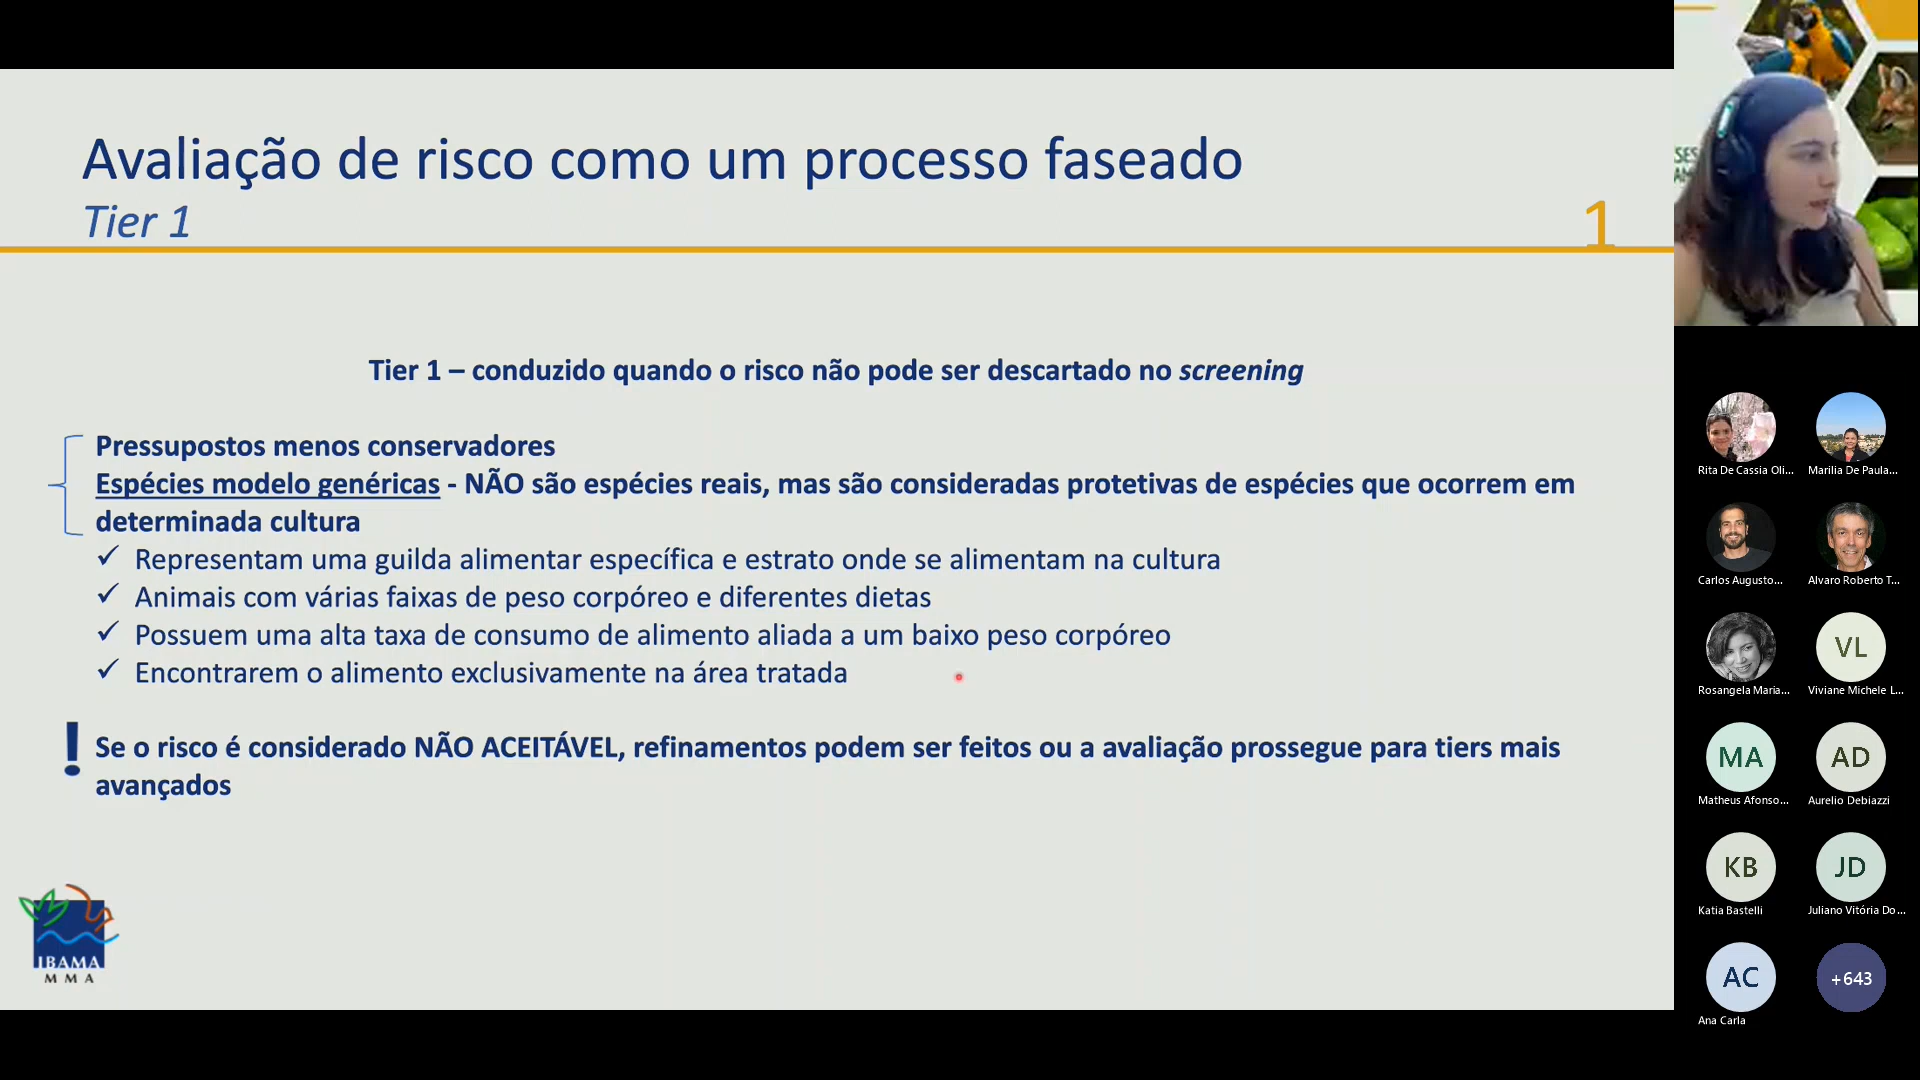 Avaliação de risco como um processo faseado
Tier 1
1
Tier 1 – conduzido quando o risco não pode ser descartado no screening
Pressupostos menos conservadores
Espécies modelo genéricas - NÃO são espécies reais, mas são consideradas protetivas de espécies que ocorrem em
determinada cultura
✓ Representam uma guilda alimentar específica e estrato onde se alimentam na cultura
✓ Animais com várias faixas de peso corpóreo e diferentes dietas
✓ Possuem uma alta taxa de consumo de alimento aliada a um baixo peso corpóreo
✓ Encontrarem o alimento exclusivamente na área tratada
! Se o risco é considerado NÃO ACEITÁVEL, refinamentos podem ser feitos ou a avaliação prossegue para tiers mais
avançados
IBAMA
MMA
Rita De Cassia Oli...
Marilia De Paula...
Carlos Augusto...
Alvaro Roberto T...
Rosangela Maria...
VL
Viviane Michele L...
MA
Matheus Afonso...
AD
Aurelio Debiazzi
KB
Katia Bastelli
JD
Juliano Vitória Do...
AC
Ana Carla
+643